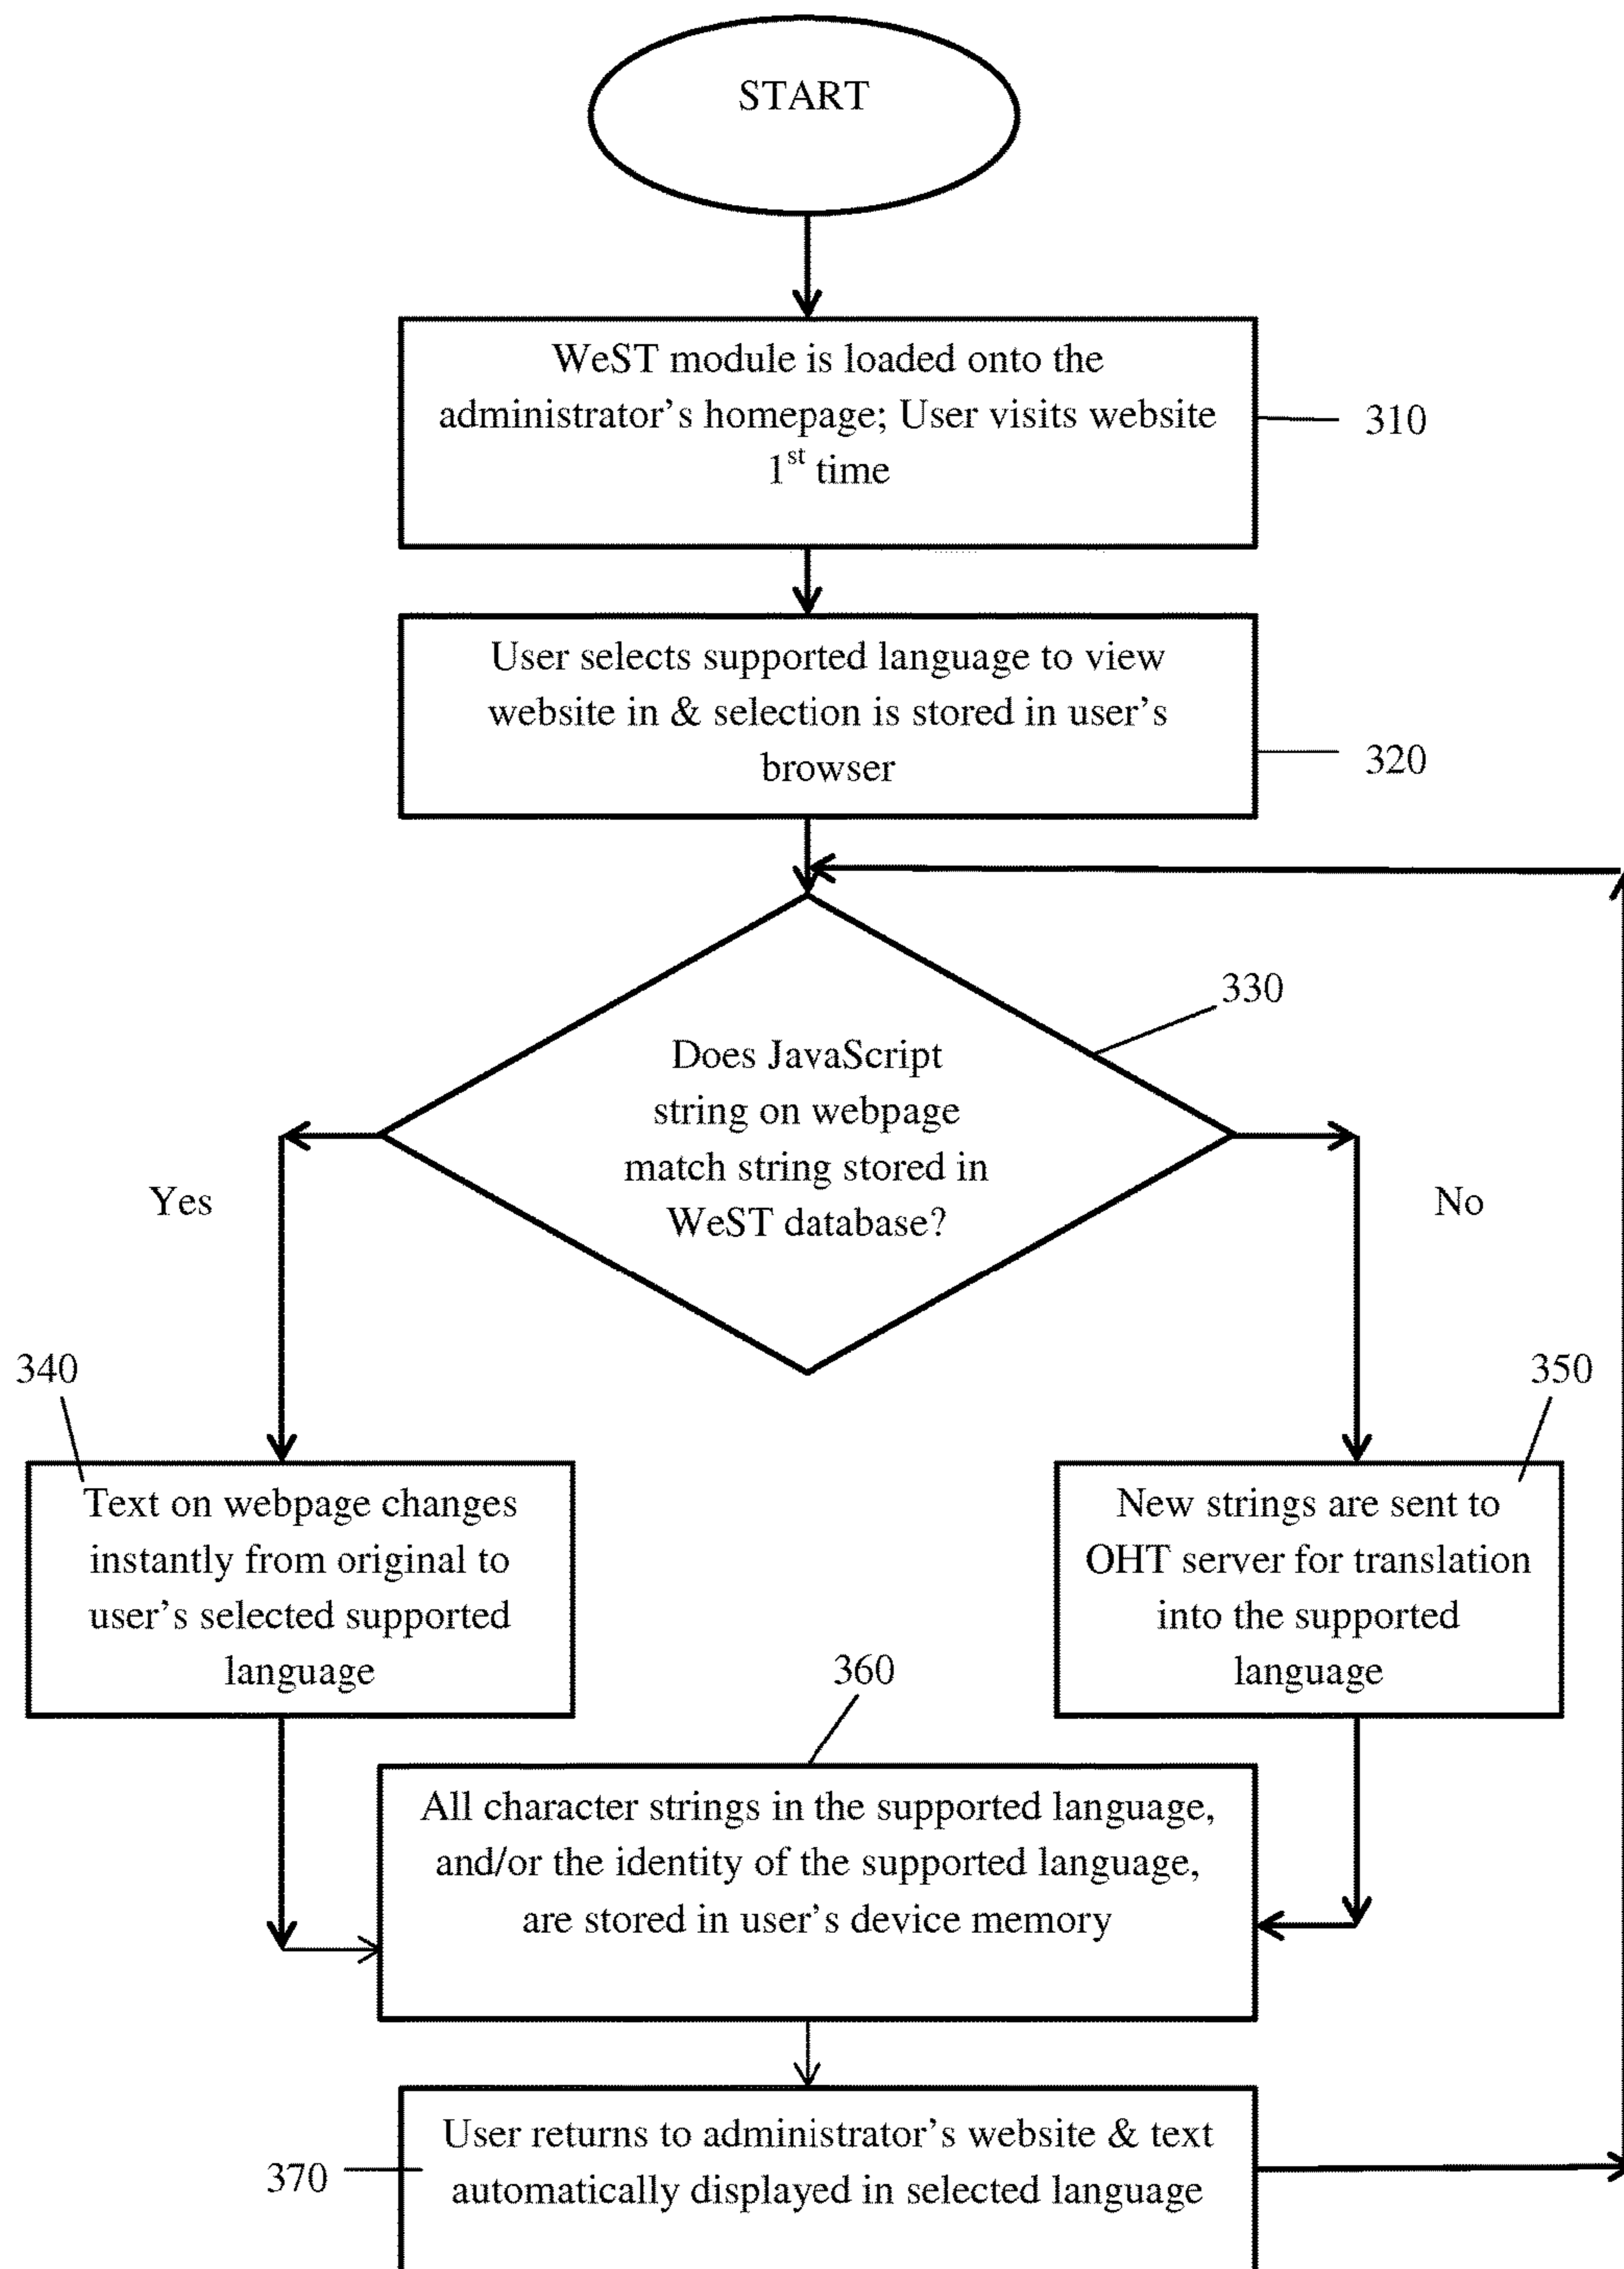 START
WeST module is loaded onto the
administrator's homepage; User visits website
1st time
310
User selects supported language to view
website in & selection is stored in user's
browser
320
330
Does JavaScript
string on webpage
match string stored in
WeST database?
Yes
No
340
350
Text on webpage changes
instantly from original to
user's selected supported
language
New strings are sent to
OHT server for translation
into the supported
language
360
All character strings in the supported language,
and/or the identity of the supported language,
are stored in user's device memory
User returns to administrator's website & text
automatically displayed in selected language
370